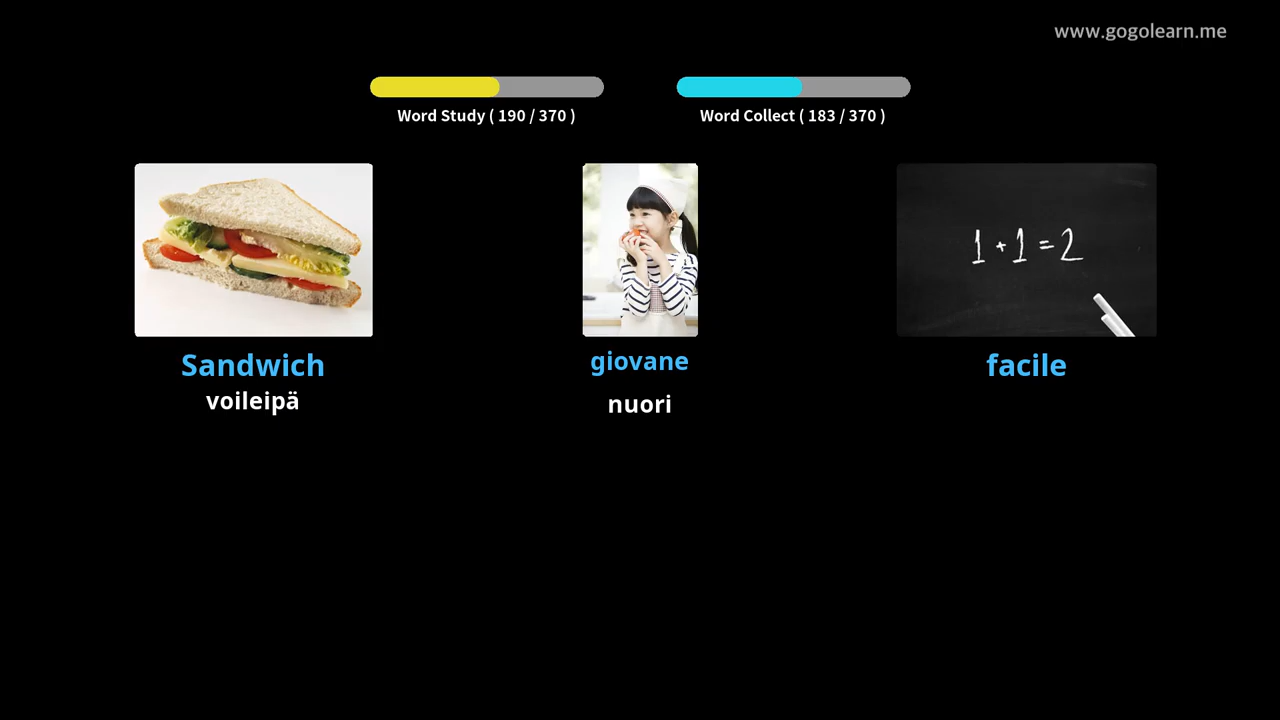 www.gogolearn.me
Word Study ( 190 / 370 )
Word Collect ( 183 / 370 )
1+1=2
Sandwich
voileipä
giovane
nuori
facile